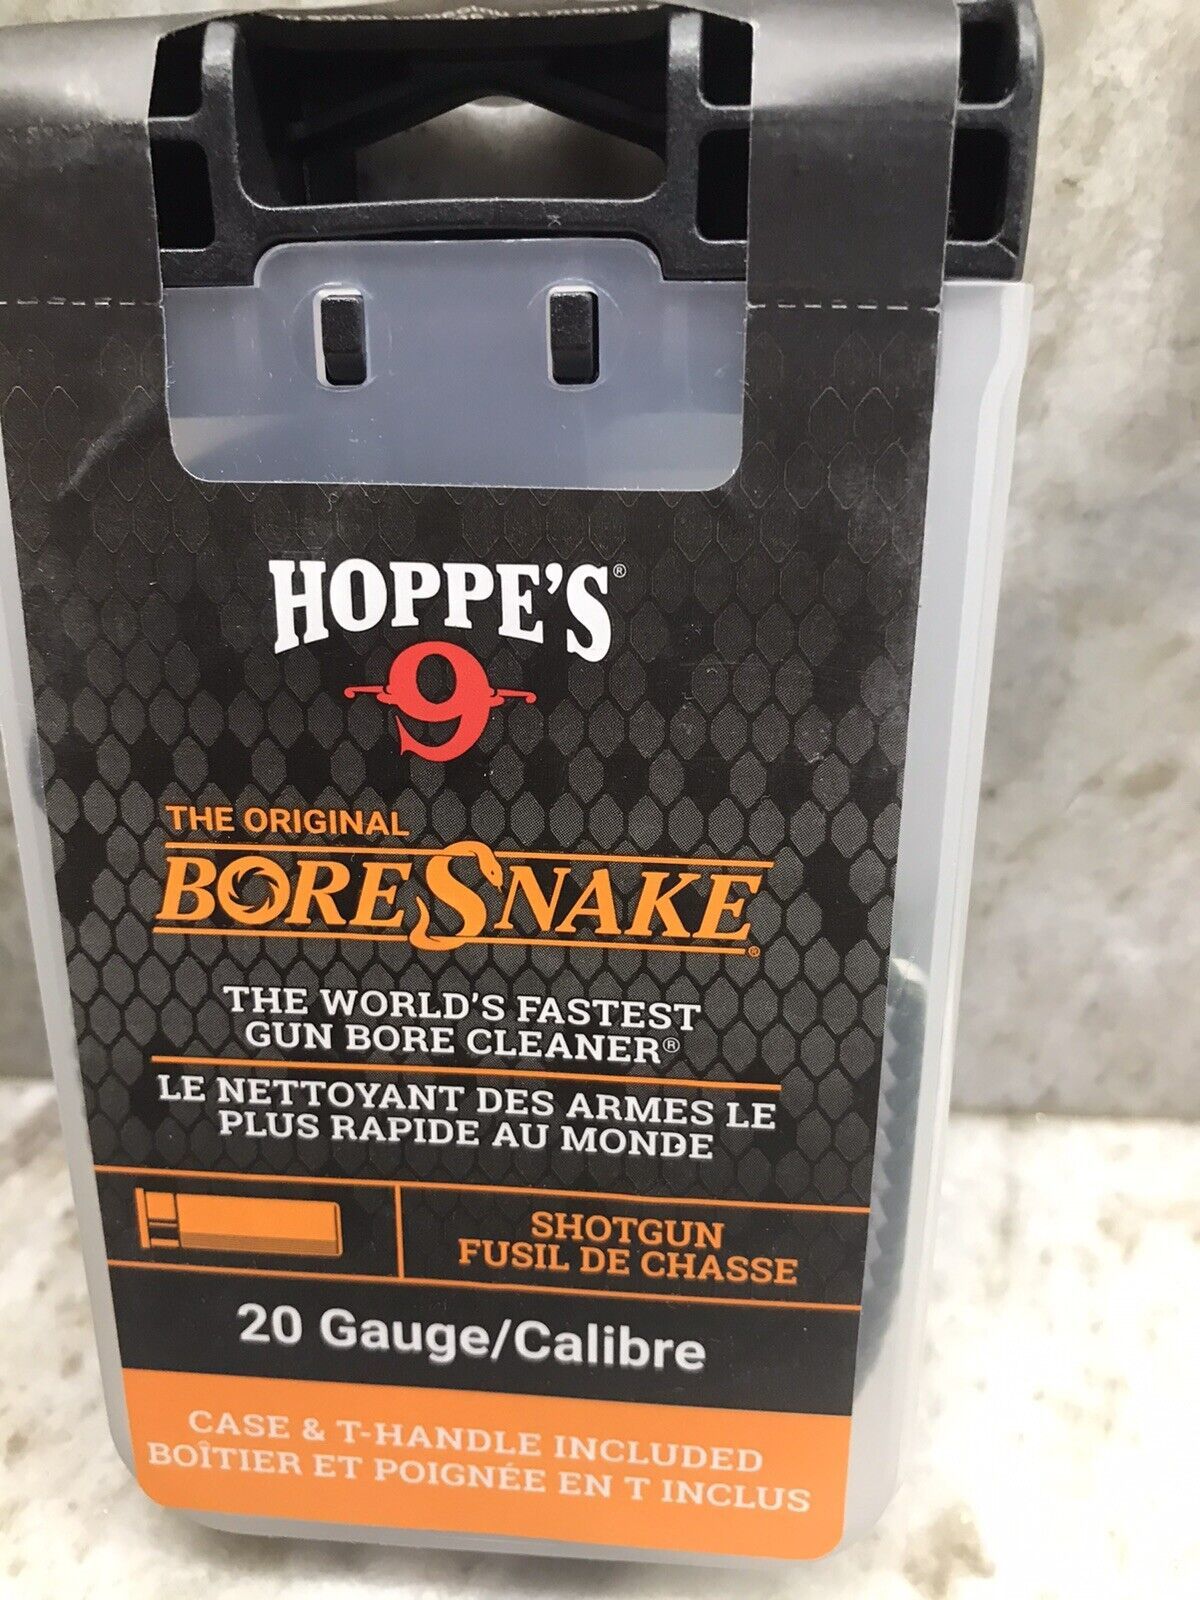 HOPPE'S®
9
THE ORIGINAL
BORESNAKE®
THE WORLD'S FASTEST
GUN BORE CLEANER®
LE NETTOYANT DES ARMES LE
PLUS RAPIDE AU MONDE
SHOTGUN
FUSIL DE CHASSE
20 Gauge/Calibre
CASE & T-HANDLE INCLUDED
BOÎTIER ET POIGNÉE EN T INCLUS